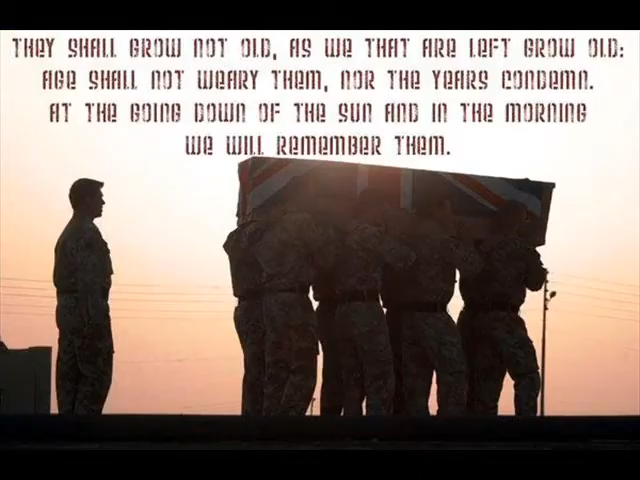 THEY SHALL GROW NOT OLD, AS WE THAT ARE LEFT GROW OLD:
AGE SHALL NOT WEARY THEM, NOR THE YEARS CONDEMN.
AT THE GOING DOWN OF THE SUN AND IN THE MORNING
WE WILL REMEMBER THEM.